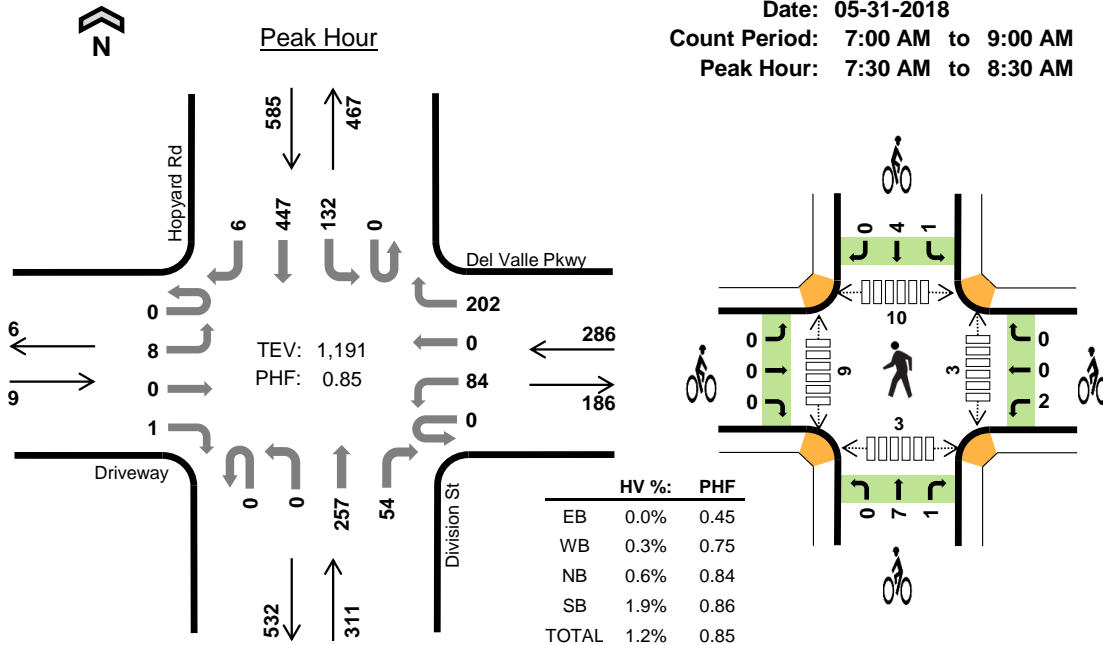 N
Peak Hour
Date: 05-31-2018
Count Period: 7:00 AM to 9:00 AM
Peak Hour: 7:30 AM to 8:30 AM
585
467
Hopyard Rd
6
447
132
0
Del Valle Pkwy
0
8
0
1
6
9
TEV: 1,191
PHF: 0.85
202
0
84
0
286
186
Driveway
0
0
257
54
Division St
532
311
0
4
1
10
0
0
0
9
3
0
0
2
3
0
7
1
HV %: PHF
EB 0.0% 0.45
WB 0.3% 0.75
NB 0.6% 0.84
SB 1.9% 0.86
TOTAL 1.2% 0.85